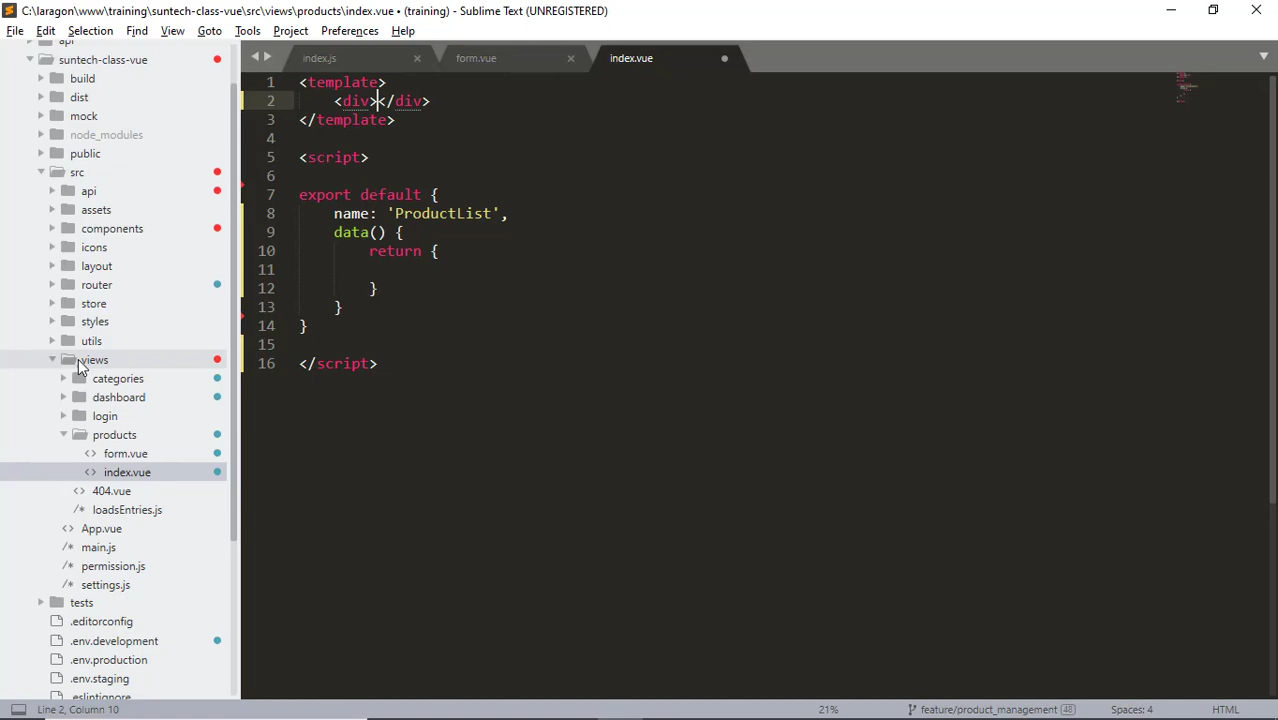 C:\laragon\www\training\suntech-class-vue\src\views\products\index.vue • (training) - Sublime Text (UNREGISTERED)
File Edit Selection Find View Goto Tools Project Preferences Help
api
suntech-class-vue
build
dist
mock
node_modules
public
src
api
assets
components
icons
layout
router
store
styles
utils
views
categories
dashboard
login
products
form.vue
index.vue
404.vue
loadsEntries.js
App.vue
main.js
permission.js
settings.js
tests
.editorconfig
.env.development
.env.production
.env.staging
.eslintignore
index.js form.vue index.vue
1 <template>
2 <div></div>
3 </template>
4
5 <script>
6
7 export default {
8 name: 'ProductList',
9 data() {
10 return {
11
12 }
13 }
14 }
15
16 </script>
Line 2, Column 10 21% feature/product_management 48 Spaces: 4 HTML